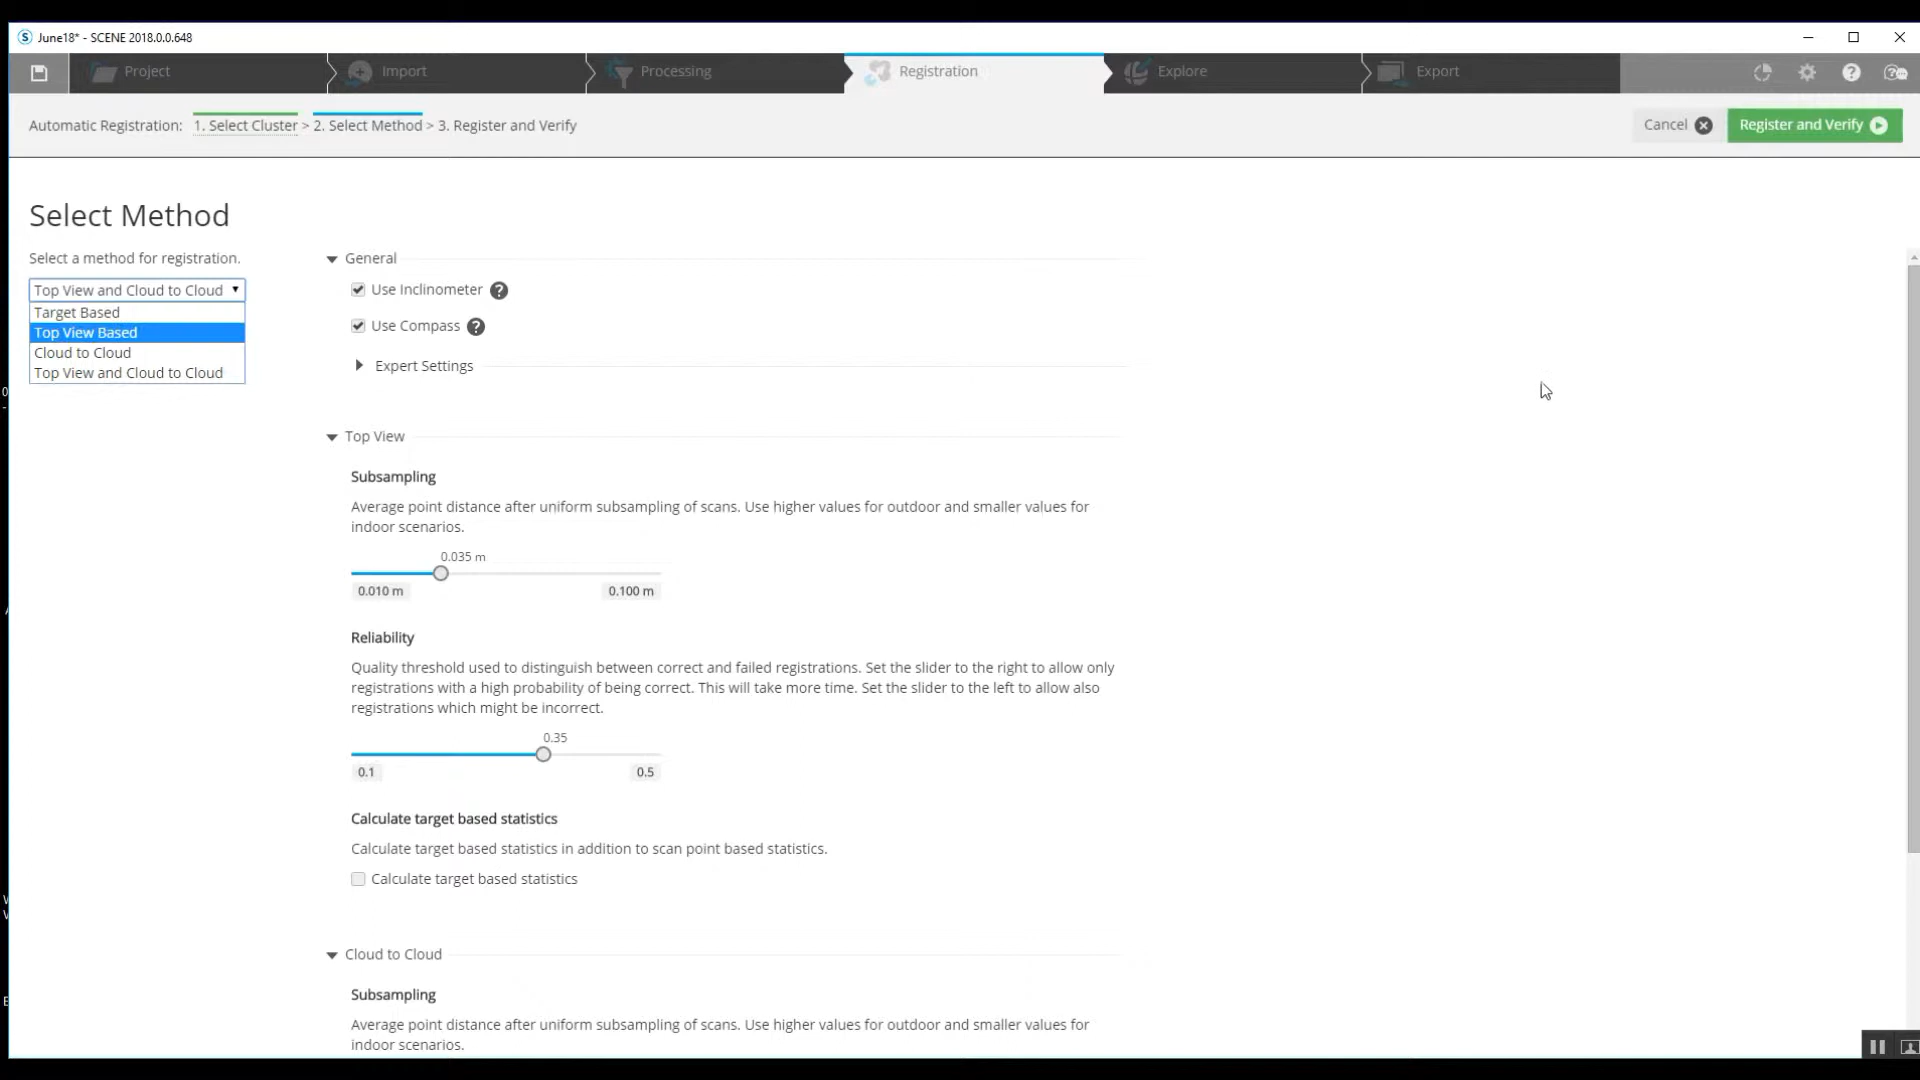 June18* - SCENE 2018.0.0.648
Project
Import
Processing
Registration
Explore
Export
Automatic Registration: 1. Select Cluster > 2. Select Method > 3. Register and Verify
Cancel
Register and Verify
Select Method
Select a method for registration.
Top View and Cloud to Cloud
Target Based
Top View Based
Cloud to Cloud
Top View and Cloud to Cloud
General
Use Inclinometer
Use Compass
Expert Settings
Top View
Subsampling
Average point distance after uniform subsampling of scans. Use higher values for outdoor and smaller values for
indoor scenarios.
0.035 m
0.010 m
0.100 m
Reliability
Quality threshold used to distinguish between correct and failed registrations. Set the slider to the right to allow only
registrations with a high probability of being correct. This will take more time. Set the slider to the left to allow also
registrations which might be incorrect.
0.35
0.1
0.5
Calculate target based statistics
Calculate target based statistics in addition to scan point based statistics.
Calculate target based statistics
Cloud to Cloud
Subsampling
Average point distance after uniform subsampling of scans. Use higher values for outdoor and smaller values for
indoor scenarios.